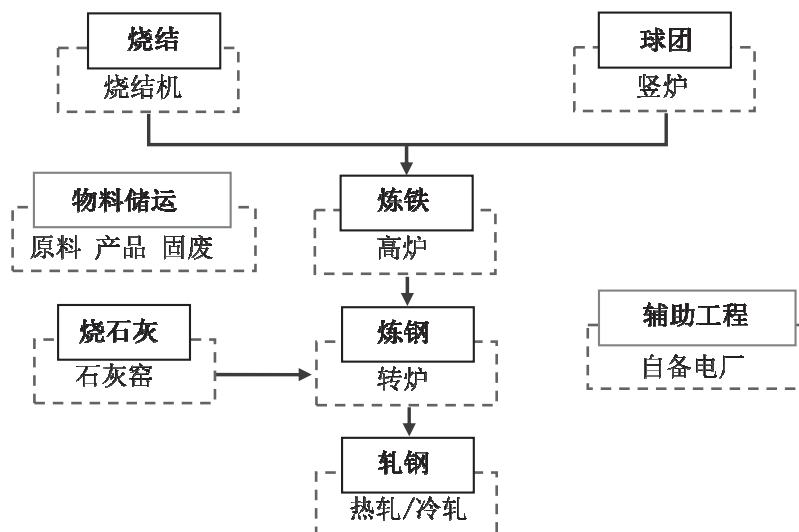 烧结
烧结机
球团
竖炉
物料储运
原料 产品 固废
炼铁
高炉
烧石灰
石灰窑
炼钢
转炉
辅助工程
自备电厂
轧钢
热轧/冷轧